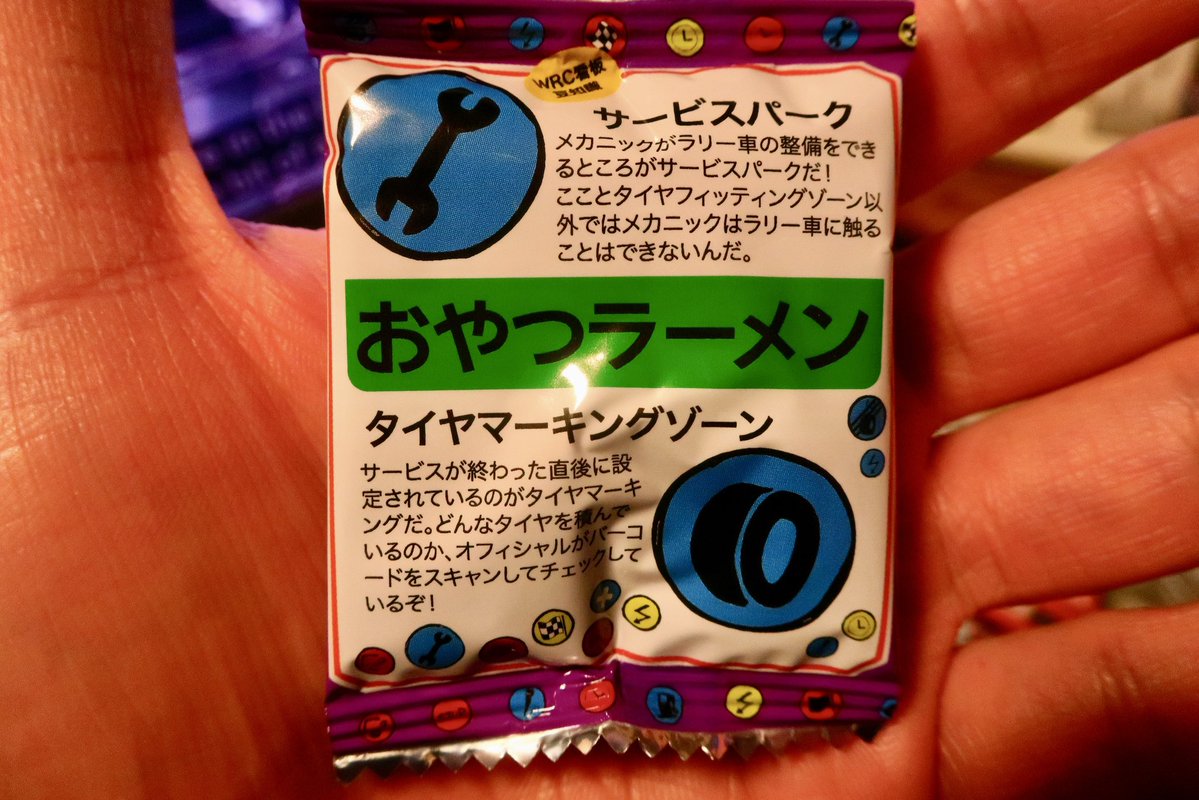 WRC看板
豆知識
サービスパーク
メカニックがラリー車の整備をでき
るところがサービスパークだ!
こことタイヤフィッティングゾーン以
外ではメカニックはラリー車に触る
ことはできないんだ。
おやつラーメン
タイヤマーキングゾーン
サービスが終わった直後に設
定されているのがタイヤマーキ
ングだ。どんなタイヤを積んで
いるのか、オフィシャルがバーコ
ードをスキャンしてチェックして
いるぞ!